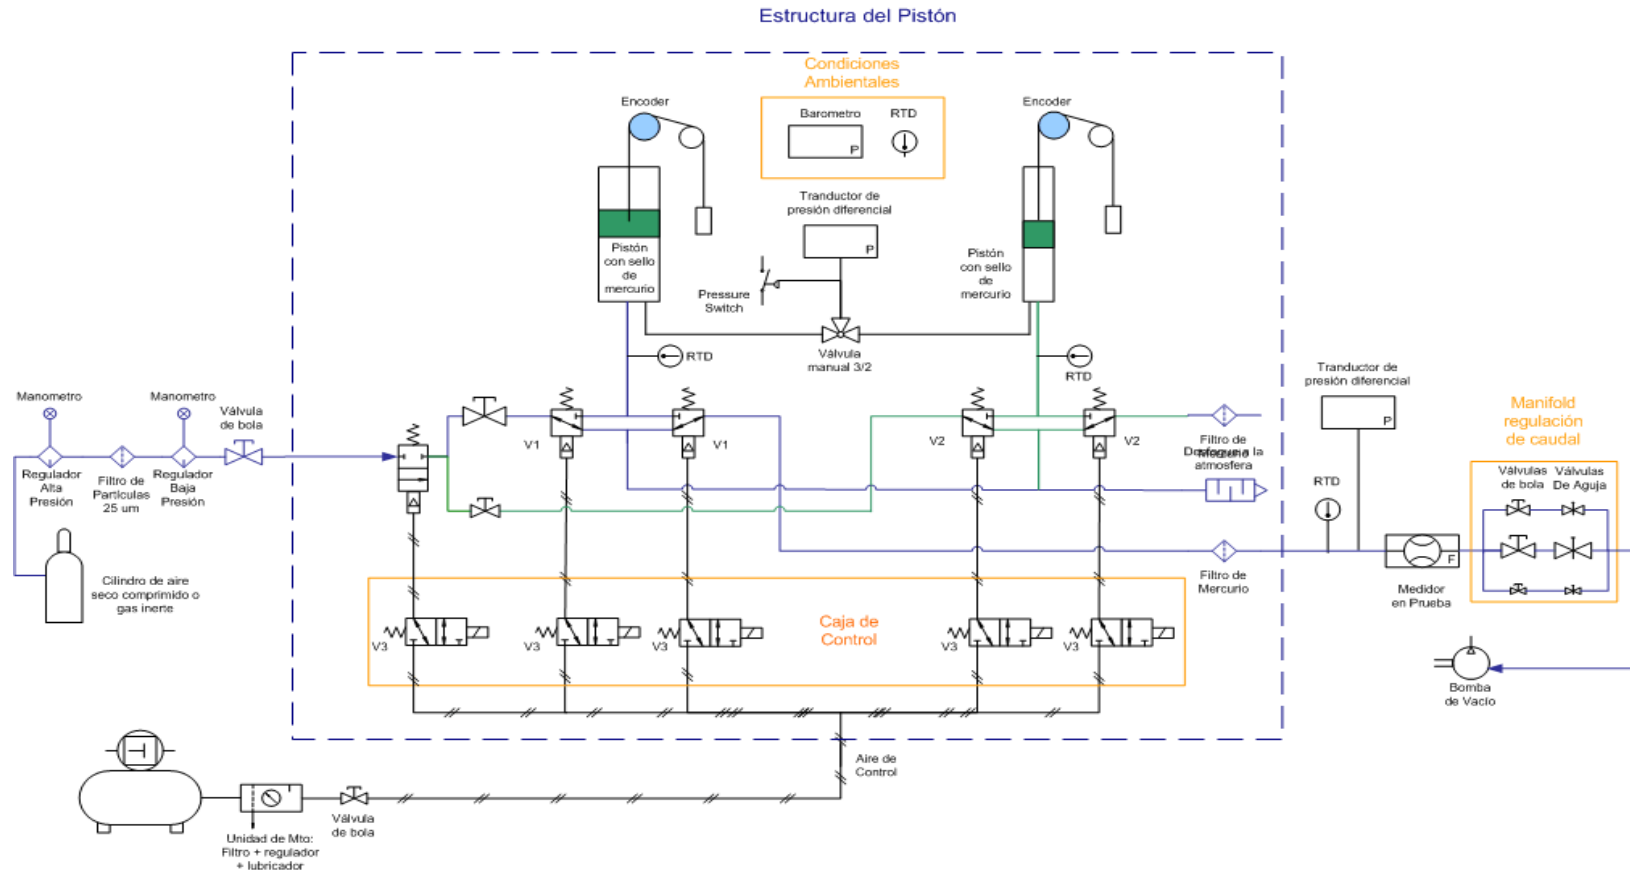 Estructura del Pistón
Condiciones
Ambientales
Encoder
Barometro
RTD
P
Encoder
Tranductor de
presión diferencial
P
Pistón
con sello
de
mercurio
Pistón
con sello
de
mercurio
Pressure
Switch
Válvula
manual 3/2
RTD
RTD
Tranductor de
presión diferencial
P
Manometro
Manometro
Válvula
de bola
Manifold
regulación
de caudal
V1
V1
V2
V2
Filtro de
Mercurio
Desfogue a la
atmosfera
Regulador
Alta
Presión
Filtro de
Partículas
25 um
Regulador
Baja
Presión
RTD
Válvulas
de bola
Válvulas
De Aguja
F
Cilindro de aire
seco comprimido o
gas inerte
Filtro de
Mercurio
Medidor
en Prueba
Caja de
Control
V3
V3
V3
V3
V3
Bomba
de Vacío
Aire de
Control
Válvula
de bola
Unidad de Mto:
Filtro + regulador
+ lubricador